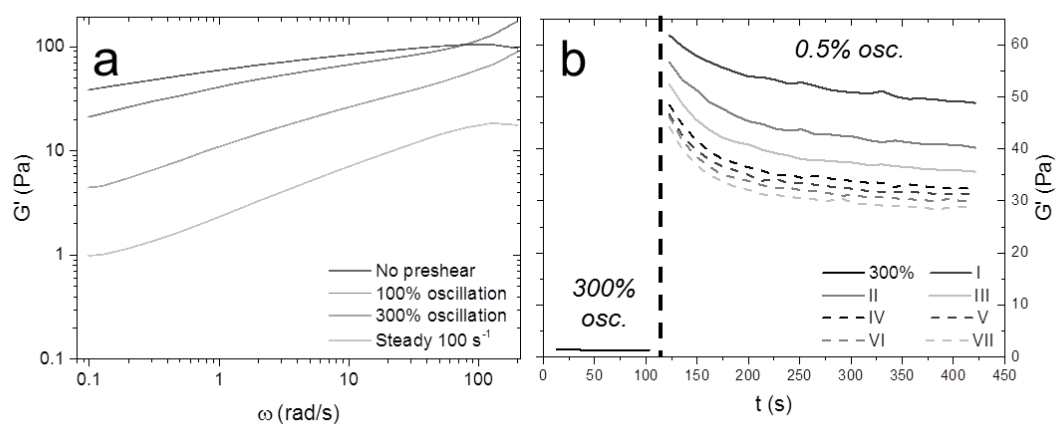 a
G' (Pa)
100
10
1
0.1
No preshear
100% oscillation
300% oscillation
Steady 100 s⁻¹
0.1 1 10 100
ω (rad/s)
b
0.5% osc.
300%
osc.
300% I
II III
IV V
VI VII
60
50
40
30
20
10
0
G' (Pa)
0 50 100 150 200 250 300 350 400 450
t (s)